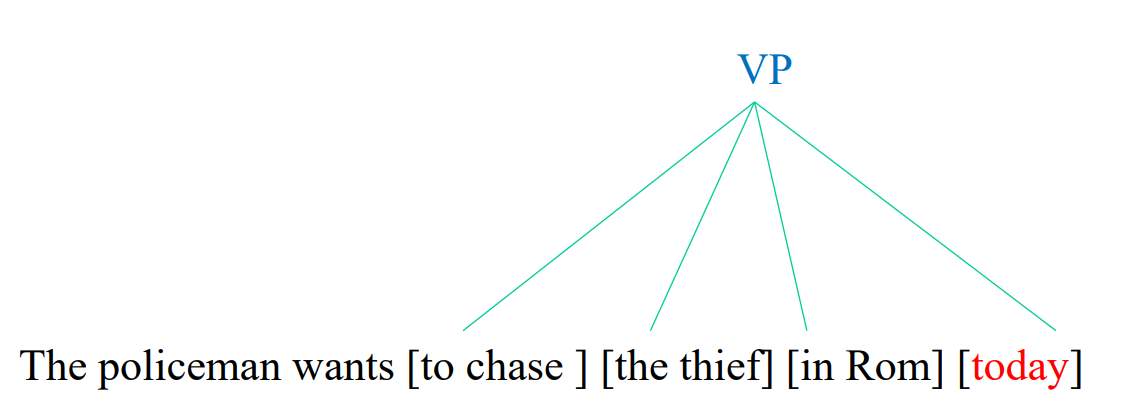 VP
The policeman wants [to chase ] [the thief] [in Rom] [today]